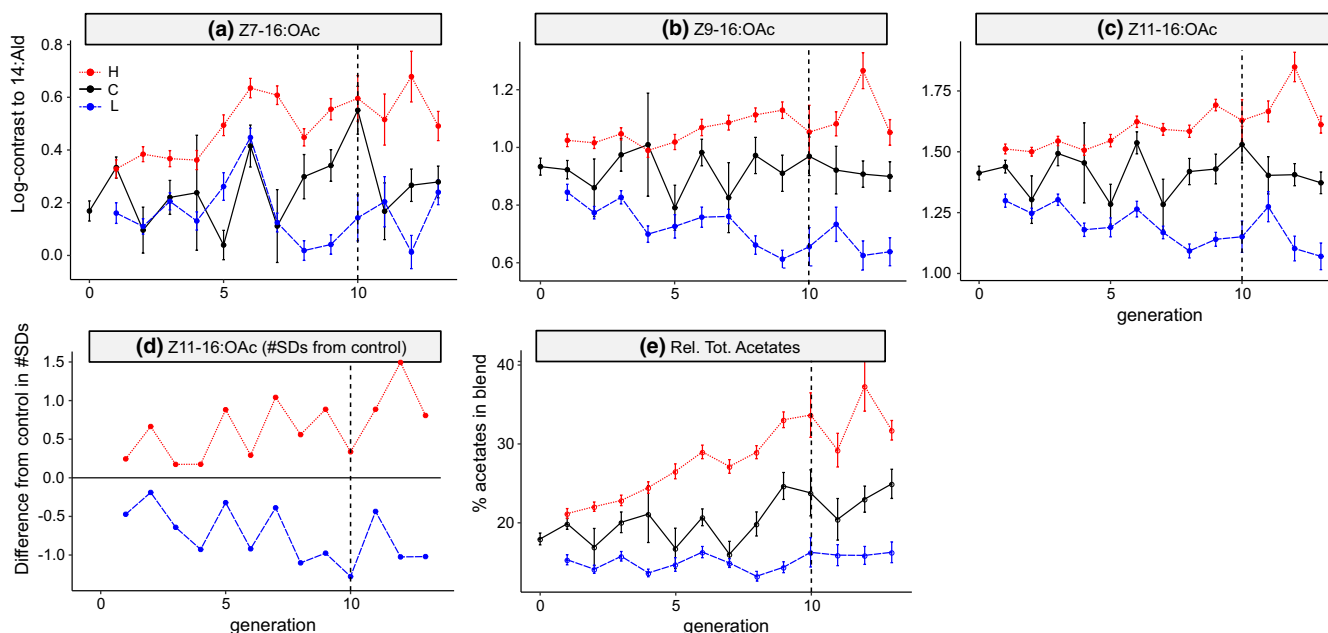 (a) Z7-16:OAc
(b) Z9-16:OAc
(c) Z11-16:OAc
Log-contrast to 14:Ald
0.8
0.6
0.4
0.2
0.0
H
C
L
0
5
10
1.2
1.0
0.8
0.6
0
5
10
1.75
1.50
1.25
1.00
0
5
10
generation
(d) Z11-16:OAc (#SDs from control)
(e) Rel. Tot. Acetates
Difference from control in #SDs
1.5
1.0
0.5
0.0
-0.5
-1.0
0
5
10
generation
% acetates in blend
40
30
20
0
5
10
generation